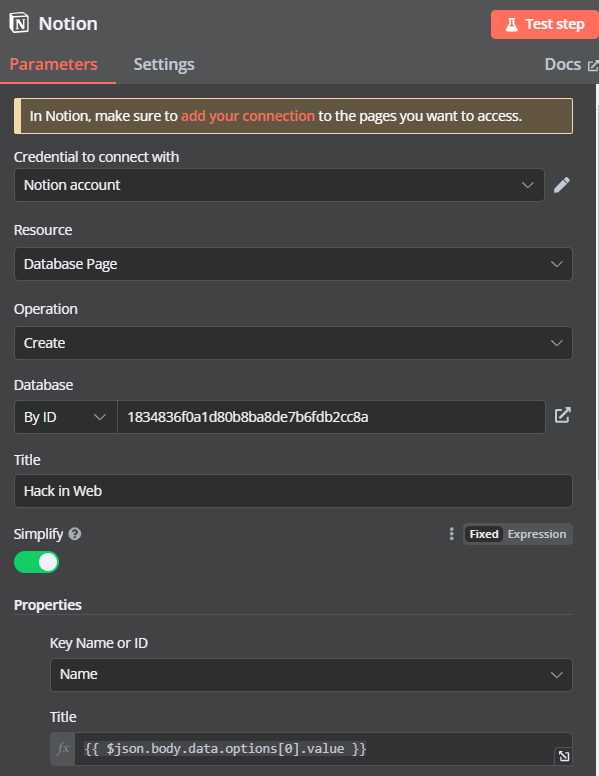 Notion
Test step
Parameters
Settings
Docs
In Notion, make sure to add your connection to the pages you want to access.
Credential to connect with
Notion account
Resource
Database Page
Operation
Create
Database
By ID
1834836f0a1d80b8ba8de7b6fdb2cc8a
Title
Hack in Web
Simplify
Fixed Expression
Properties
Key Name or ID
Name
Title
fx {{ $json.body.data.options[0].value }}